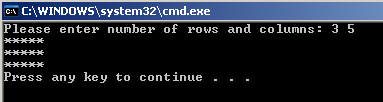 C:\WINDOWS\system32\cmd.exe
Please enter number of rows and columns: 3 5
*****
*****
*****
Press any key to continue . . .